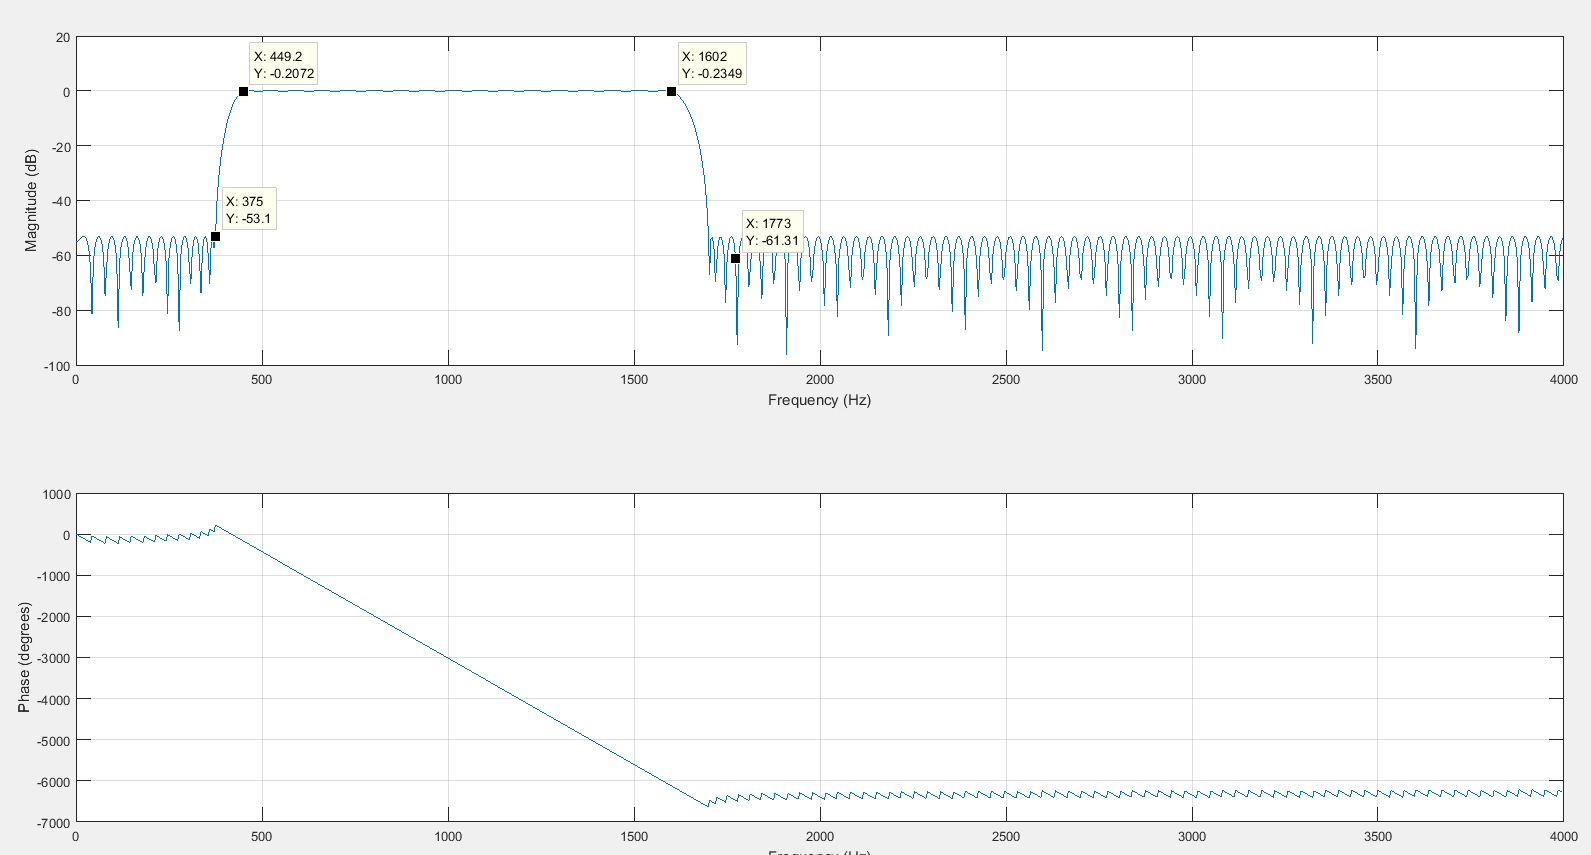 X: 449.2
Y: -0.2072
X: 1602
Y: -0.2349
X: 375
Y: -53.1
X: 1773
Y: -61.31
20
0
-20
-40
-60
-80
-100
Magnitude (dB)
0 500 1000 1500 2000 2500 3000 3500 4000
Frequency (Hz)
1000
0
-1000
-2000
-3000
-4000
-5000
-6000
-7000
Phase (degrees)
0 500 1000 1500 2000 2500 3000 3500 4000
Frequency (Hz)